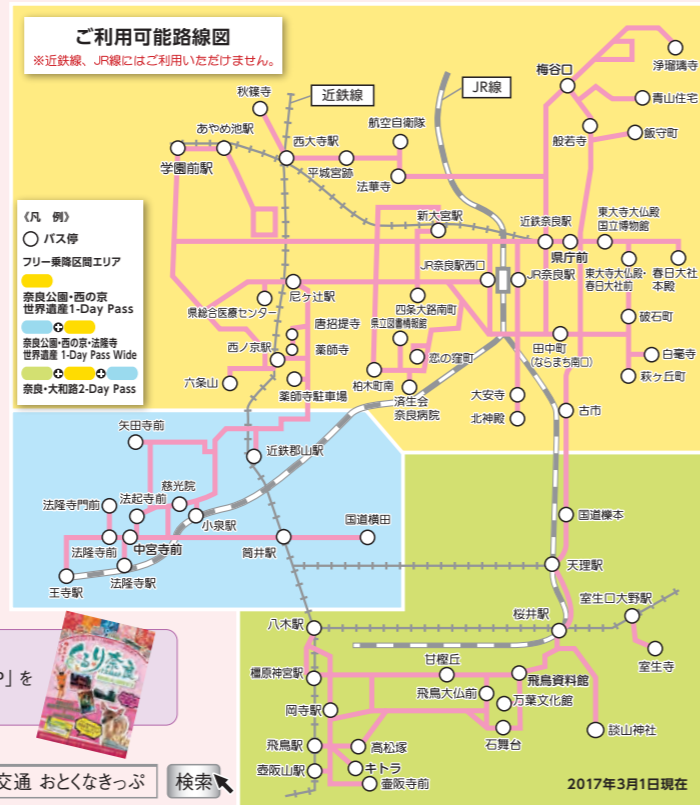 ご利用可能路線図
※近鉄線、JR線にはご利用いただけません。
近鉄線
JR線
秋篠寺
あやめ池駅
学園前駅
西大寺駅
平城宮跡
航空自衛隊
法華寺
梅谷口
浄瑠璃寺
青山住宅
般若寺
飯守町
《凡　例》
バス停
フリー乗降区間エリア
奈良公園・西の京
世界遺産1-Day Pass
奈良公園・西の京・法隆寺
世界遺産 1-Day Pass Wide
奈良・大和路2-Day Pass
新大宮駅
近鉄奈良駅
県庁前
東大寺大仏殿
国立博物館
JR奈良駅西口
JR奈良駅
東大寺大仏殿・
春日大社前
春日大社
本殿
尼ヶ辻駅
県総合医療センター
四条大路南町
唐招提寺
県立図書情報館
西ノ京駅
薬師寺
恋の窪町
田中町
(ならまち南口)
破石町
白毫寺
六条山
薬師寺駐車場
柏木町南
済生会
奈良病院
大安寺
萩ヶ丘町
北神殿
古市
矢田寺前
近鉄郡山駅
慈光院
法隆寺門前
法起寺前
小泉駅
国道横田
国道櫟本
法隆寺前
中宮寺前
筒井駅
王寺駅
法隆寺駅
天理駅
八木駅
桜井駅
室生口大野駅
室生寺
橿原神宮駅
甘樫丘
飛鳥資料館
飛鳥大仏前
万葉文化館
岡寺駅
石舞台
談山神社
飛鳥駅
高松塚
キトラ
壺阪山駅
壷阪寺前
」を
交通 おとくなきっぷ
検索
2017年3月1日現在